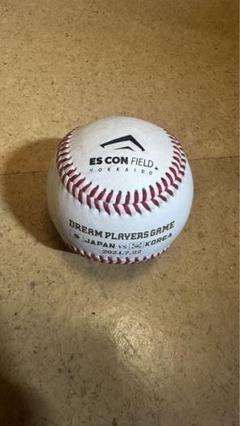 ES CON FIELD
HOKKAIDO
DREAM PLAYERS GAME
JAPAN VS KOREA
2024.7.22